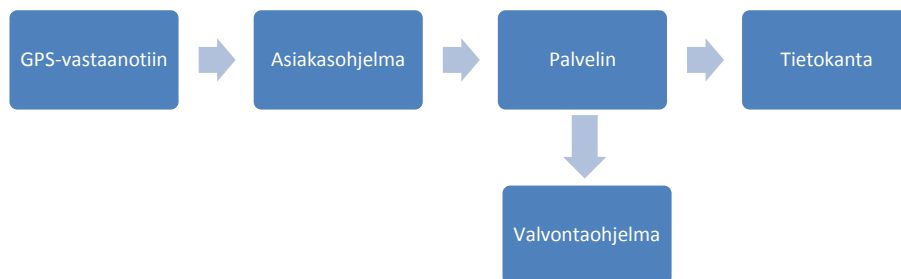 GPS-vastaanotiin
Asiakasohjelma
Palvelin
Tietokanta
Valvontaohjelma